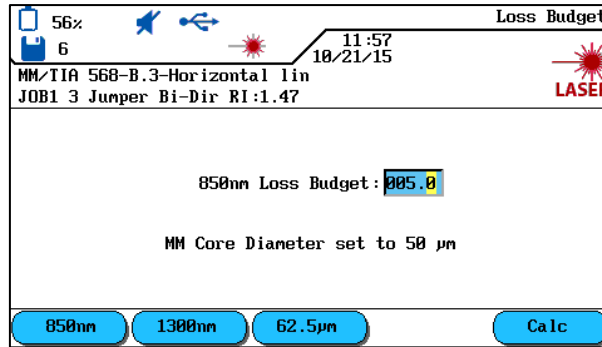 56%
Loss Budget
6
11:57
10/21/15
MM/TIA 568-B.3-Horizontal lin
JOB1 3 Jumper Bi-Dir RI:1.47
LASER
850nm Loss Budget:005.0
MM Core Diameter set to 50 μm
850nm 1300nm 62.5μm Calc